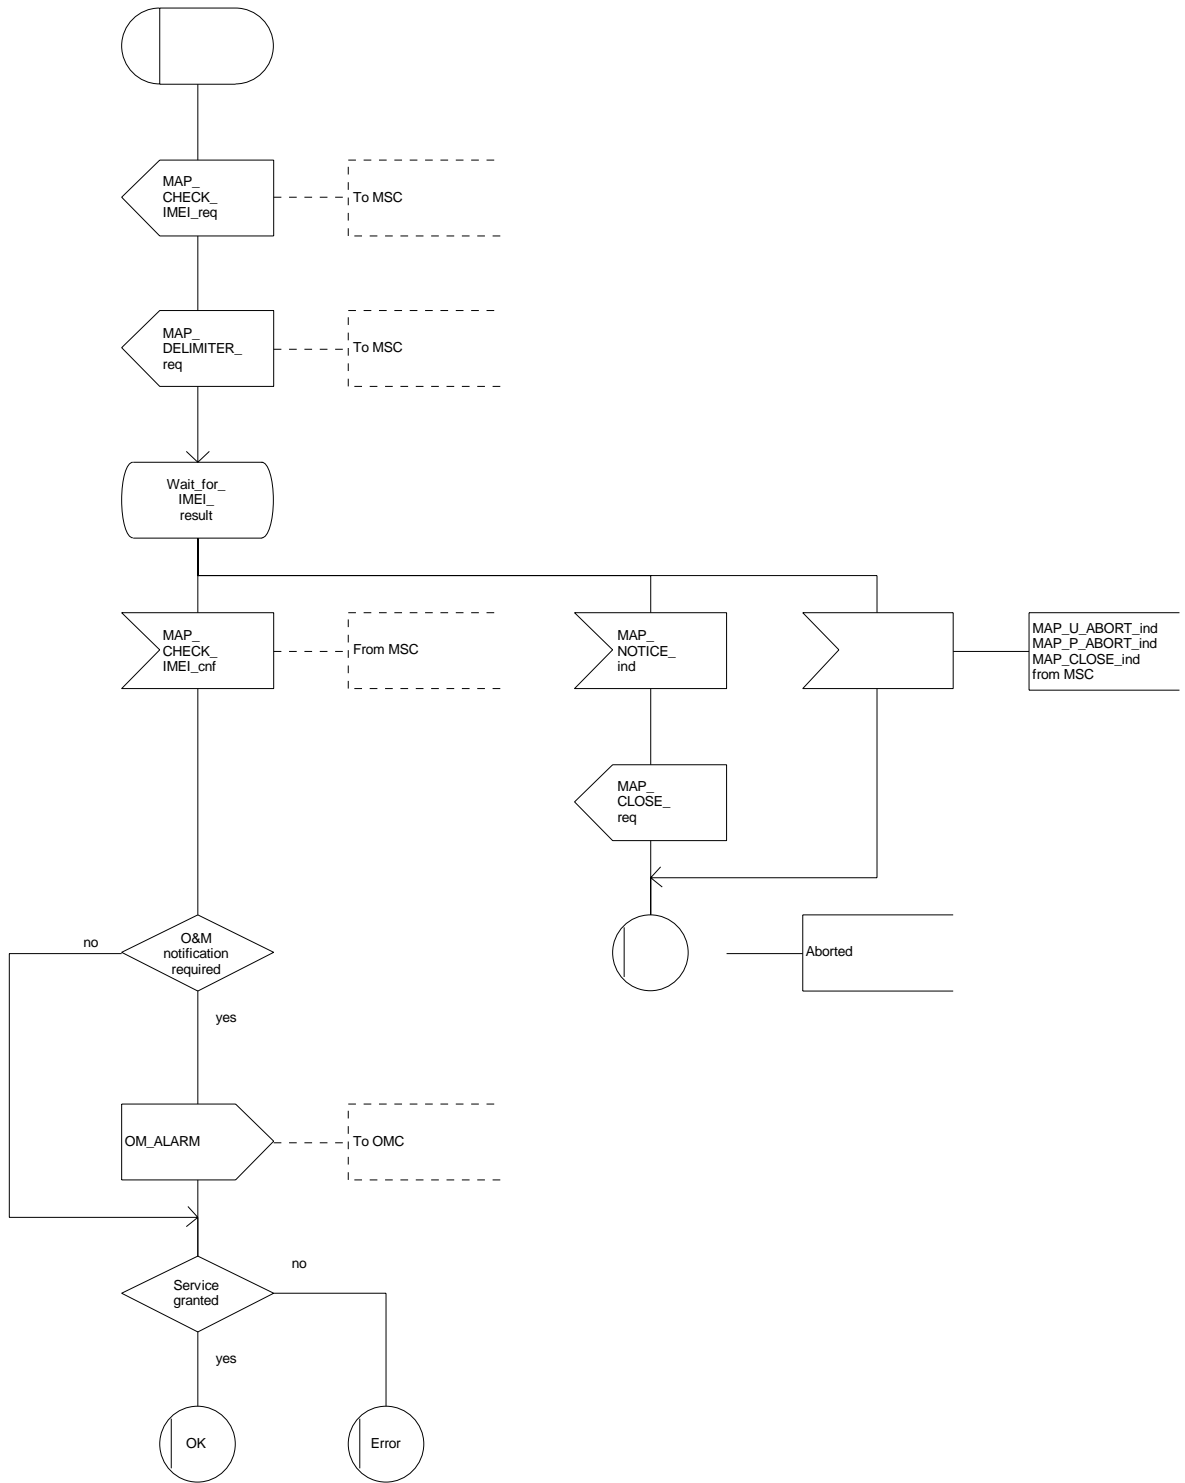 MAP_
CHECK_
IMEI_req
To MSC
MAP_
DELIMITER_
req
To MSC
Wait_for_
IMEI_
result
MAP_
CHECK_
IMEI_cnf
From MSC
MAP_
NOTICE_
ind
MAP_U_ABORT_ind
MAP_P_ABORT_ind
MAP_CLOSE_ind
from MSC
MAP_
CLOSE_
req
no
O&M
notification
required
Aborted
yes
OM_ALARM
To OMC
no
Service
granted
yes
OK
Error